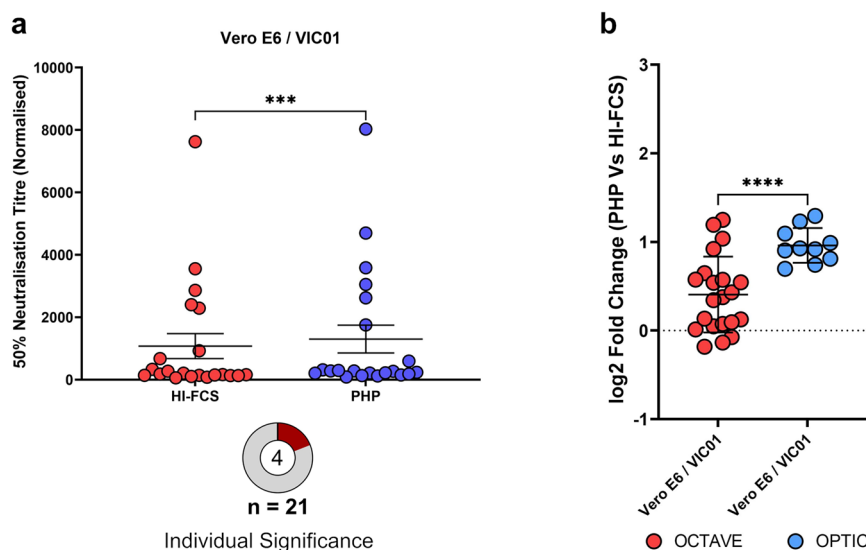 a
Vero E6 / VIC01
50% Neutralisation Titre (Normalised)
10000
8000
6000
4000
2000
0
***
HI-FCS
PHP
4
n = 21
Individual Significance
b
log2 Fold Change (PHP Vs HI-FCS)
3
2
1
0
-1
****
Vero E6 / VIC01
Vero E6 / VIC01
OCTAVE
OPTIC